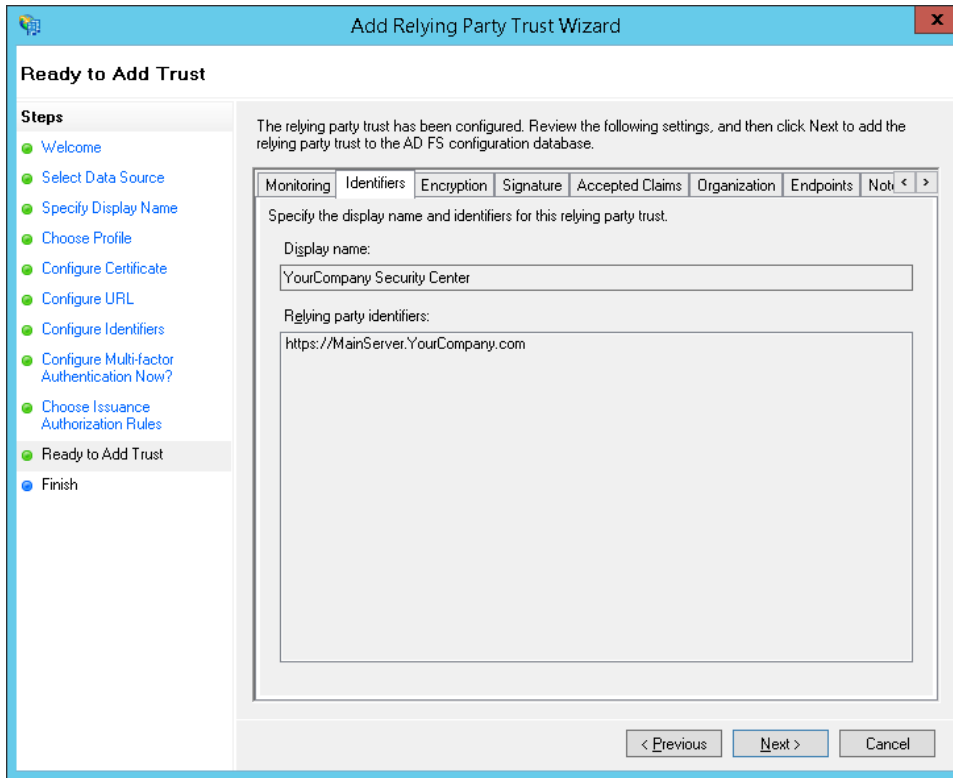 Add Relying Party Trust Wizard
x
Ready to Add Trust
Steps
Welcome
Select Data Source
Specify Display Name
Choose Profile
Configure Certificate
Configure URL
Configure Identifiers
Configure Multi-factor
Authentication Now?
Choose Issuance
Authorization Rules
Ready to Add Trust
Finish
The relying party trust has been configured. Review the following settings, and then click Next to add the
relying party trust to the AD FS configuration database.
Monitoring Identifiers Encryption Signature Accepted Claims Organization Endpoints < >
Specify the display name and identifiers for this relying party trust.
Display name:
YourCompany Security Center
Relying party identifiers:
https://MainServer.YourCompany.com
< Previous Next > Cancel